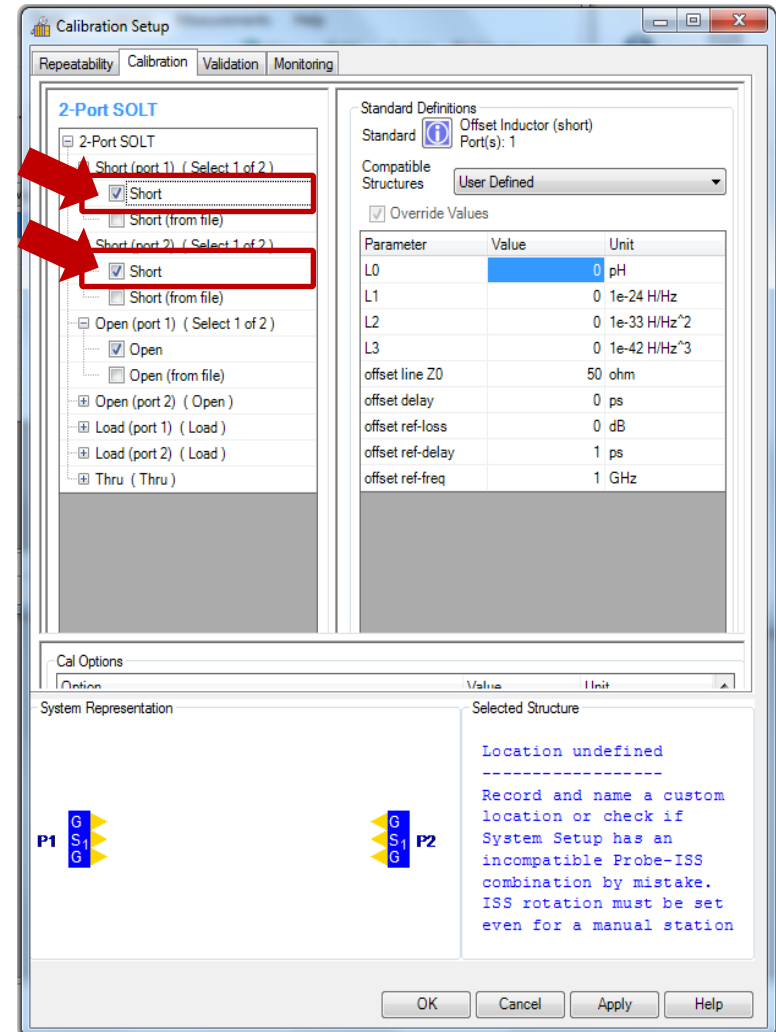 Calibration Setup
Repeatability Calibration Validation Monitoring
2-Port SOLT
2-Port SOLT
Short (port 1) ( Select 1 of 2 )
Short
Short (from file)
Short (port 2) ( Select 1 of 2 )
Short
Short (from file)
Open (port 1) ( Select 1 of 2 )
Open
Open (from file)
Open (port 2) ( Open )
Load (port 1) ( Load )
Load (port 2) ( Load )
Thru ( Thru )
Standard Definitions
Standard Offset Inductor (short)
Port(s): 1
Compatible
Structures User Defined
Override Values
Parameter Value Unit
L0 0 pH
L1 0 1e-24 H/Hz
L2 0 1e-33 H/Hz^2
L3 0 1e-42 H/Hz^3
offset line Z0 50 ohm
offset delay 0 ps
offset ref-loss 0 dB
offset ref-delay 1 ps
offset ref-freq 1 GHz
Cal Options
Option Value Unit
System Representation
P1 G
S1
G
G
S1 P2
G
Selected Structure
Location undefined
------------------
Record and name a custom
location or check if
System Setup has an
incompatible Probe-ISS
combination by mistake.
ISS rotation must be set
even for a manual station
OK Cancel Apply Help